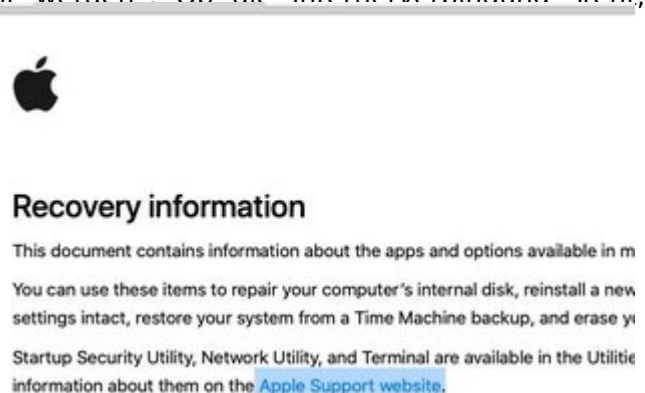 Recovery information
This document contains information about the apps and options available in m
You can use these items to repair your computer's internal disk, reinstall a new
settings intact, restore your system from a Time Machine backup, and erase y
Startup Security Utility, Network Utility, and Terminal are available in the Utilitie
information about them on the Apple Support website.